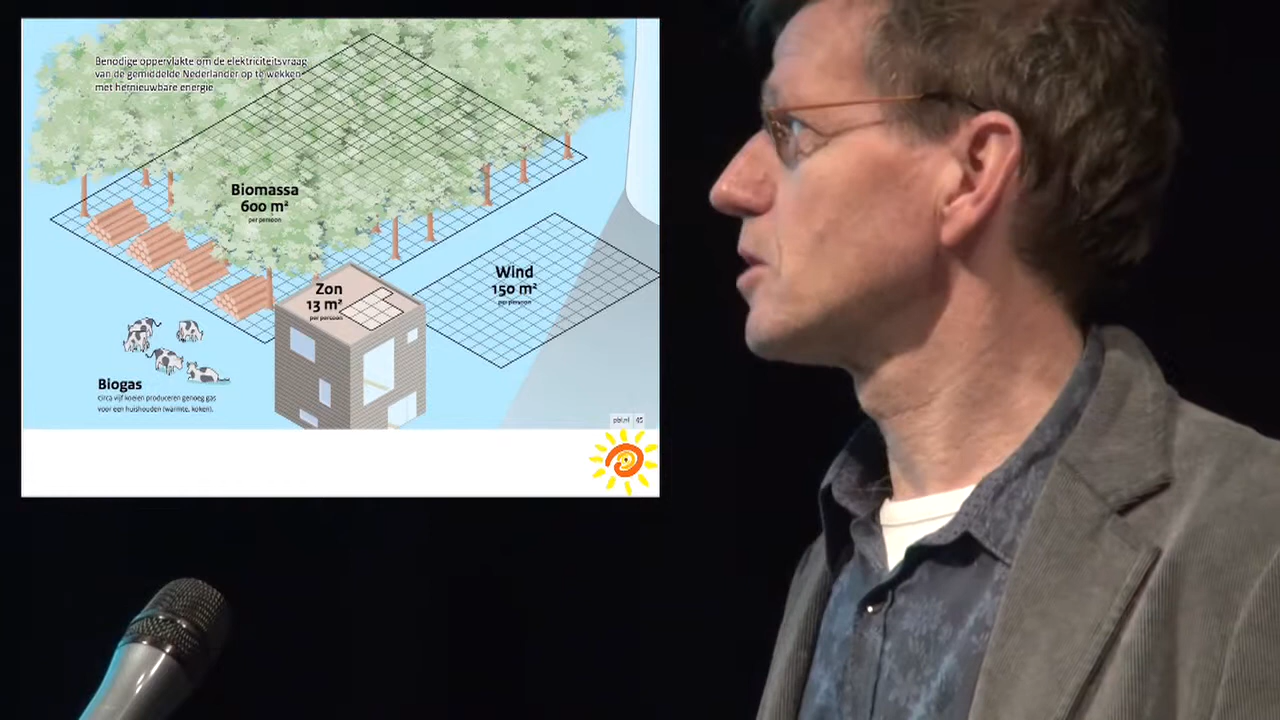 Benodige oppervlakte om de elektriciteitsvraag
van de gemiddelde Nederlander op te wekken
met hernieuwbare energie
Biomassa
600 m²
per persoon
Wind
150 m²
per persoon
Zon
13 m²
per persoon
Biogas
Circa vijf koeien produceren genoeg gas
voor een huishouden (warmte, koken).
pbl.nl 45